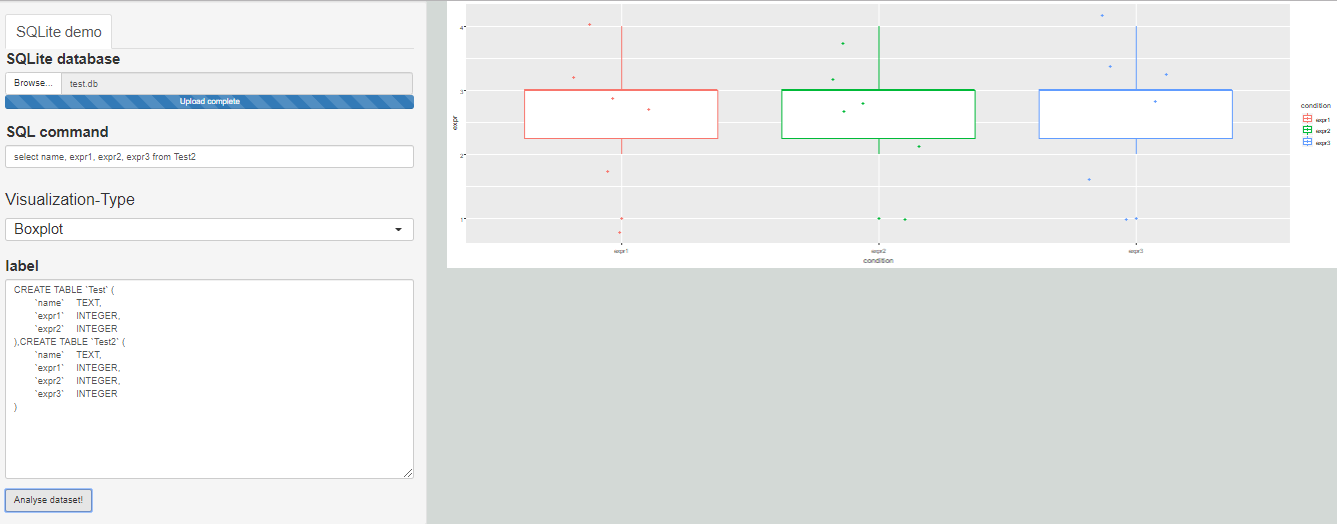 SQLite demo
SQLite database
Browse... test.db
Upload complete
SQL command
select name, expr1, expr2, expr3 from Test2
Visualization-Type
Boxplot
label
CREATE TABLE `Test` (
`name` TEXT,
`expr1` INTEGER,
`expr2` INTEGER
),CREATE TABLE `Test2` (
`name` TEXT,
`expr1` INTEGER,
`expr2` INTEGER,
`expr3` INTEGER
)
Analyse dataset!
4
3
2
1
expr
expr1 expr2 expr3
condition
condition
expr1
expr2
expr3